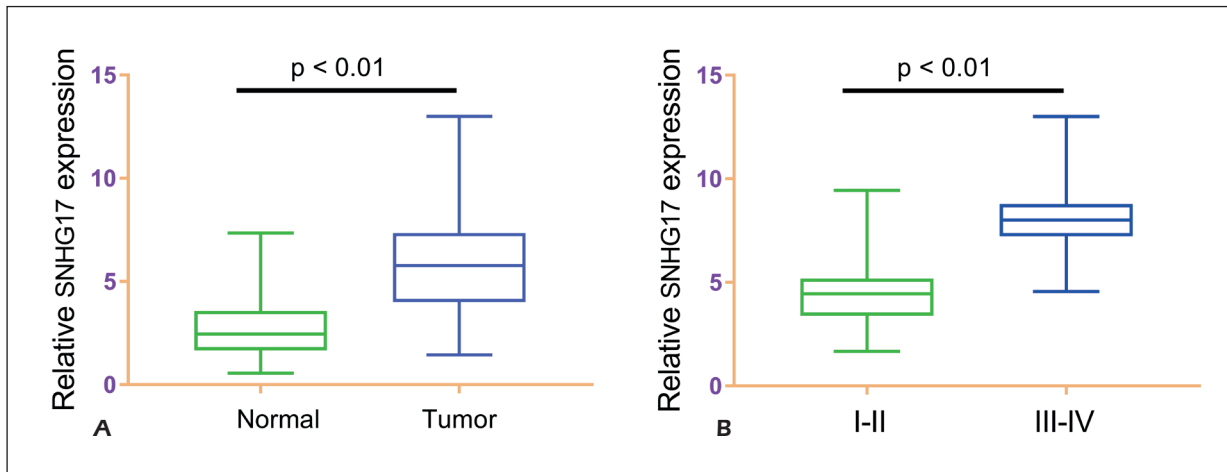 p < 0.01
Relative SNHG17 expression
15
10
5
0
Normal Tumor
A
p < 0.01
Relative SNHG17 expression
15
10
5
0
I-II III-IV
B